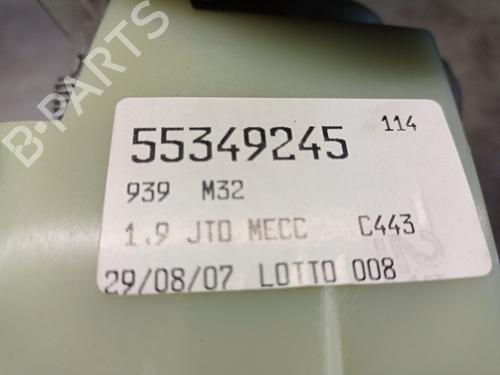 B-PARTS
55349245 114
939 M32
1.9 JTD MECC C443
29/08/07 LOTTO 008